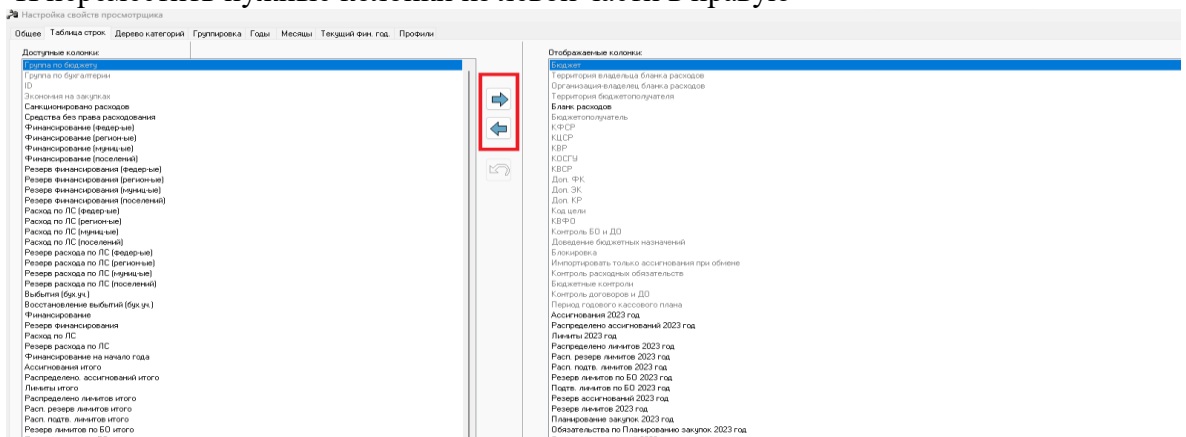 И переместить нужные колонки из левой части в правую
Настройка свойств просмотрщика
Общее Таблица строк Дерево категорий Группировка Годы Месяцы Текущий фин. год Профили
Доступные колонки:
Группа по бюджету
Группа по бухгалтерии
ID
Экономия на закупках
Санкционировано расходов
Средства без права расходования
Финансирование (федер-ые)
Финансирование (регион-ые)
Финансирование (муниц-ые)
Финансирование (поселений)
Резерв финансирования (федер-ые)
Резерв финансирования (регион-ые)
Резерв финансирования (муниц-ые)
Резерв финансирования (поселений)
Расход по ЛС (федер-ые)
Расход по ЛС (регион-ые)
Расход по ЛС (муниц-ые)
Расход по ЛС (поселений)
Резерв расхода по ЛС (федер-ые)
Резерв расхода по ЛС (регион-ые)
Резерв расхода по ЛС (муниц-ые)
Резерв расхода по ЛС (поселений)
Выбытия (бух.уч.)
Восстановление выбытий (бух.уч.)
Финансирование
Резерв финансирования
Расход по ЛС
Резерв расхода по ЛС
Финансирование на начало года
Ассигнования итого
Распределено. ассигнований итого
Лимиты итого
Распределено лимитов итого
Расп. резерв лимитов итого
Расп. подтв. лимитов итого
Резерв лимитов по БО итого
Отображаемые колонки:
Бюджет
Территория владельца бланка расходов
Организация-владелец бланка расходов
Территория бюджетополучателя
Бланк расходов
Бюджетополучатель
КФСР
КЦСР
КВР
КОСГУ
КВСР
Доп. ФК
Доп. ЭК
Доп. КР
Код цели
КВФО
Контроль БО и ДО
Доведение бюджетных назначений
Блокировка
Импортировать только ассигнования при обмене
Контроль расходных обязательств
Бюджетные контроли
Контроль договоров и ДО
Период годового кассового плана
Ассигнования 2023 год
Распределено ассигнований 2023 год
Лимиты 2023 год
Распределено лимитов 2023 год
Расп. резерв лимитов 2023 год
Расп. подтв. лимитов 2023 год
Резерв лимитов по БО 2023 год
Подтв. лимитов по БО 2023 год
Резерв ассигнований 2023 год
Резерв лимитов 2023 год
Планирование закупок 2023 год
Обязательства по Планированию закупок 2023 год